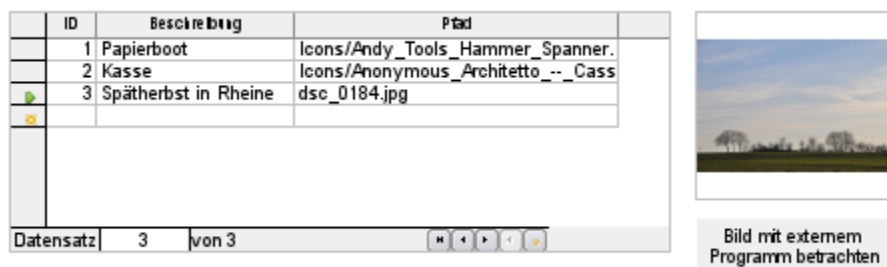 ID Beschreibung Pfad
1 Papierboot Icons/Andy_Tools_Hammer_Spanner.
2 Kasse Icons/Anonymous_Architetto_--_Cass
3 Spätherbst in Rheine dsc_0184.jpg
Datensatz 3 von 3
Bild mit externem
Programm betrachten